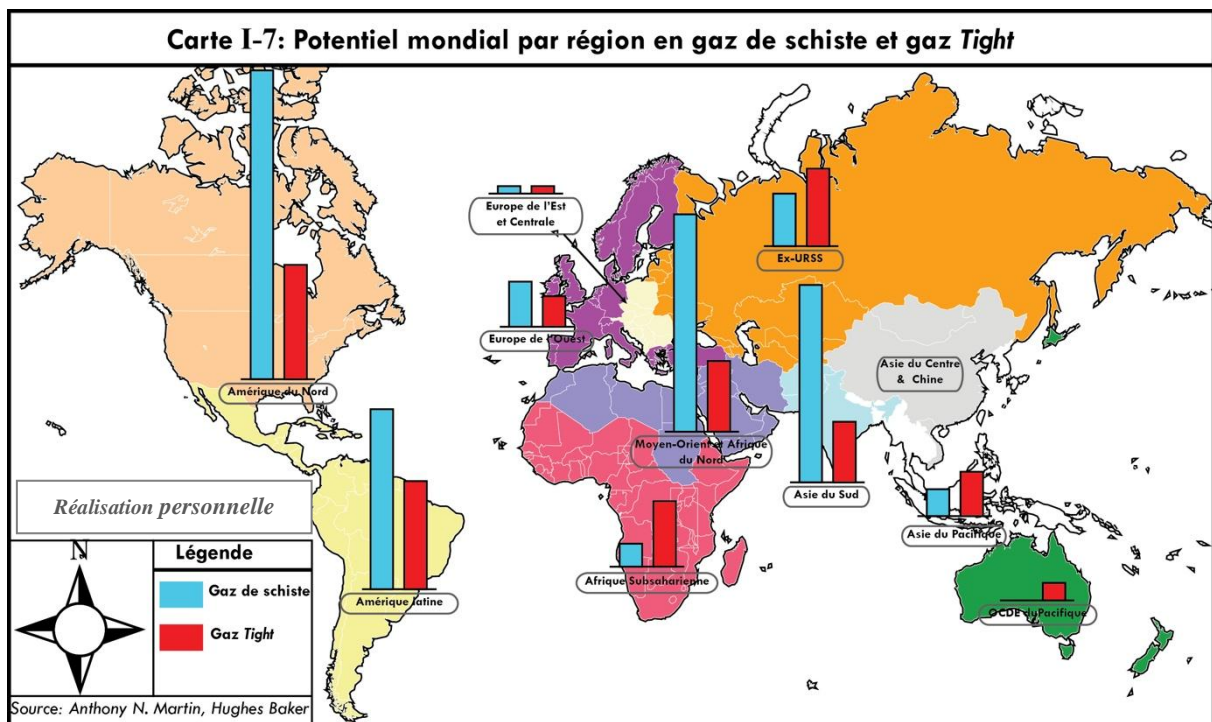 Carte I-7: Potentiel mondial par région en gaz de schiste et gaz Tight
Europe de l'Est
et Centrale
Ex-URSS
Europe de l'Ouest
Asie du Centre
& Chine
Amérique du Nord
Moyen-Orient et Afrique
du Nord
Asie du Sud
Réalisation personnelle
Asie du Pacifique
N
Légende
Gaz de schiste
Gaz Tight
Afrique Subsaharienne
Amérique latine
OCDE du Pacifique
Source: Anthony N. Martin, Hughes Baker